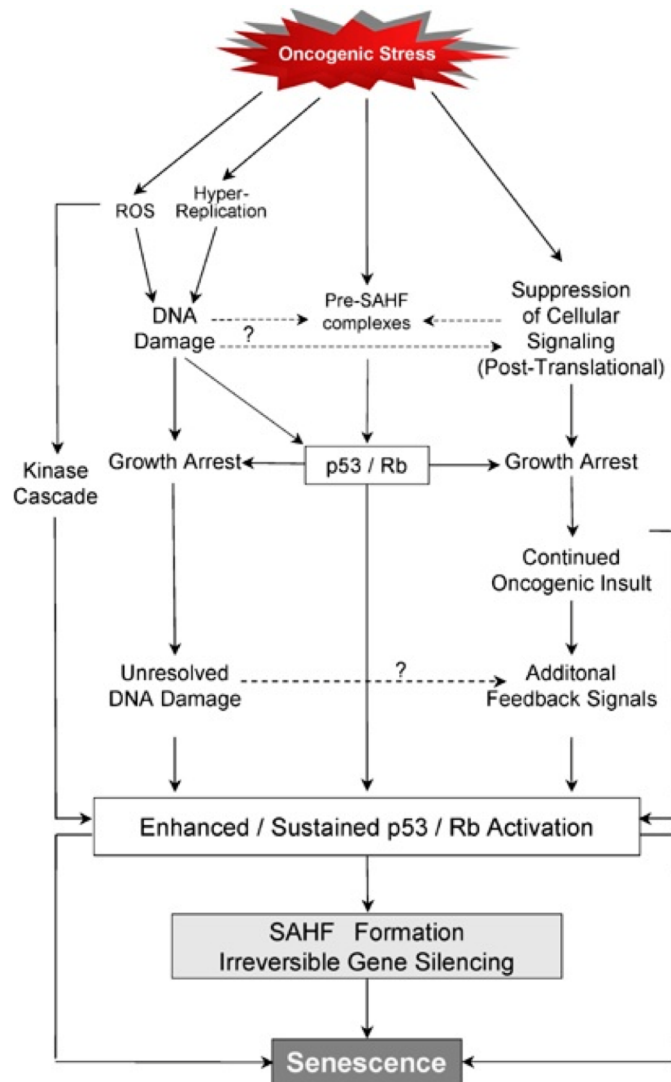 Oncogenic Stress
ROS
Hyper-
Replication
DNA
Damage
?
Pre-SAHF
complexes
Suppression
of Cellular
Signaling
(Post-Translational)
Kinase
Cascade
Growth Arrest
p53 / Rb
Growth Arrest
Continued
Oncogenic Insult
Unresolved
DNA Damage
?
Additonal
Feedback Signals
Enhanced / Sustained p53 / Rb Activation
SAHF Formation
Irreversible Gene Silencing
Senescence